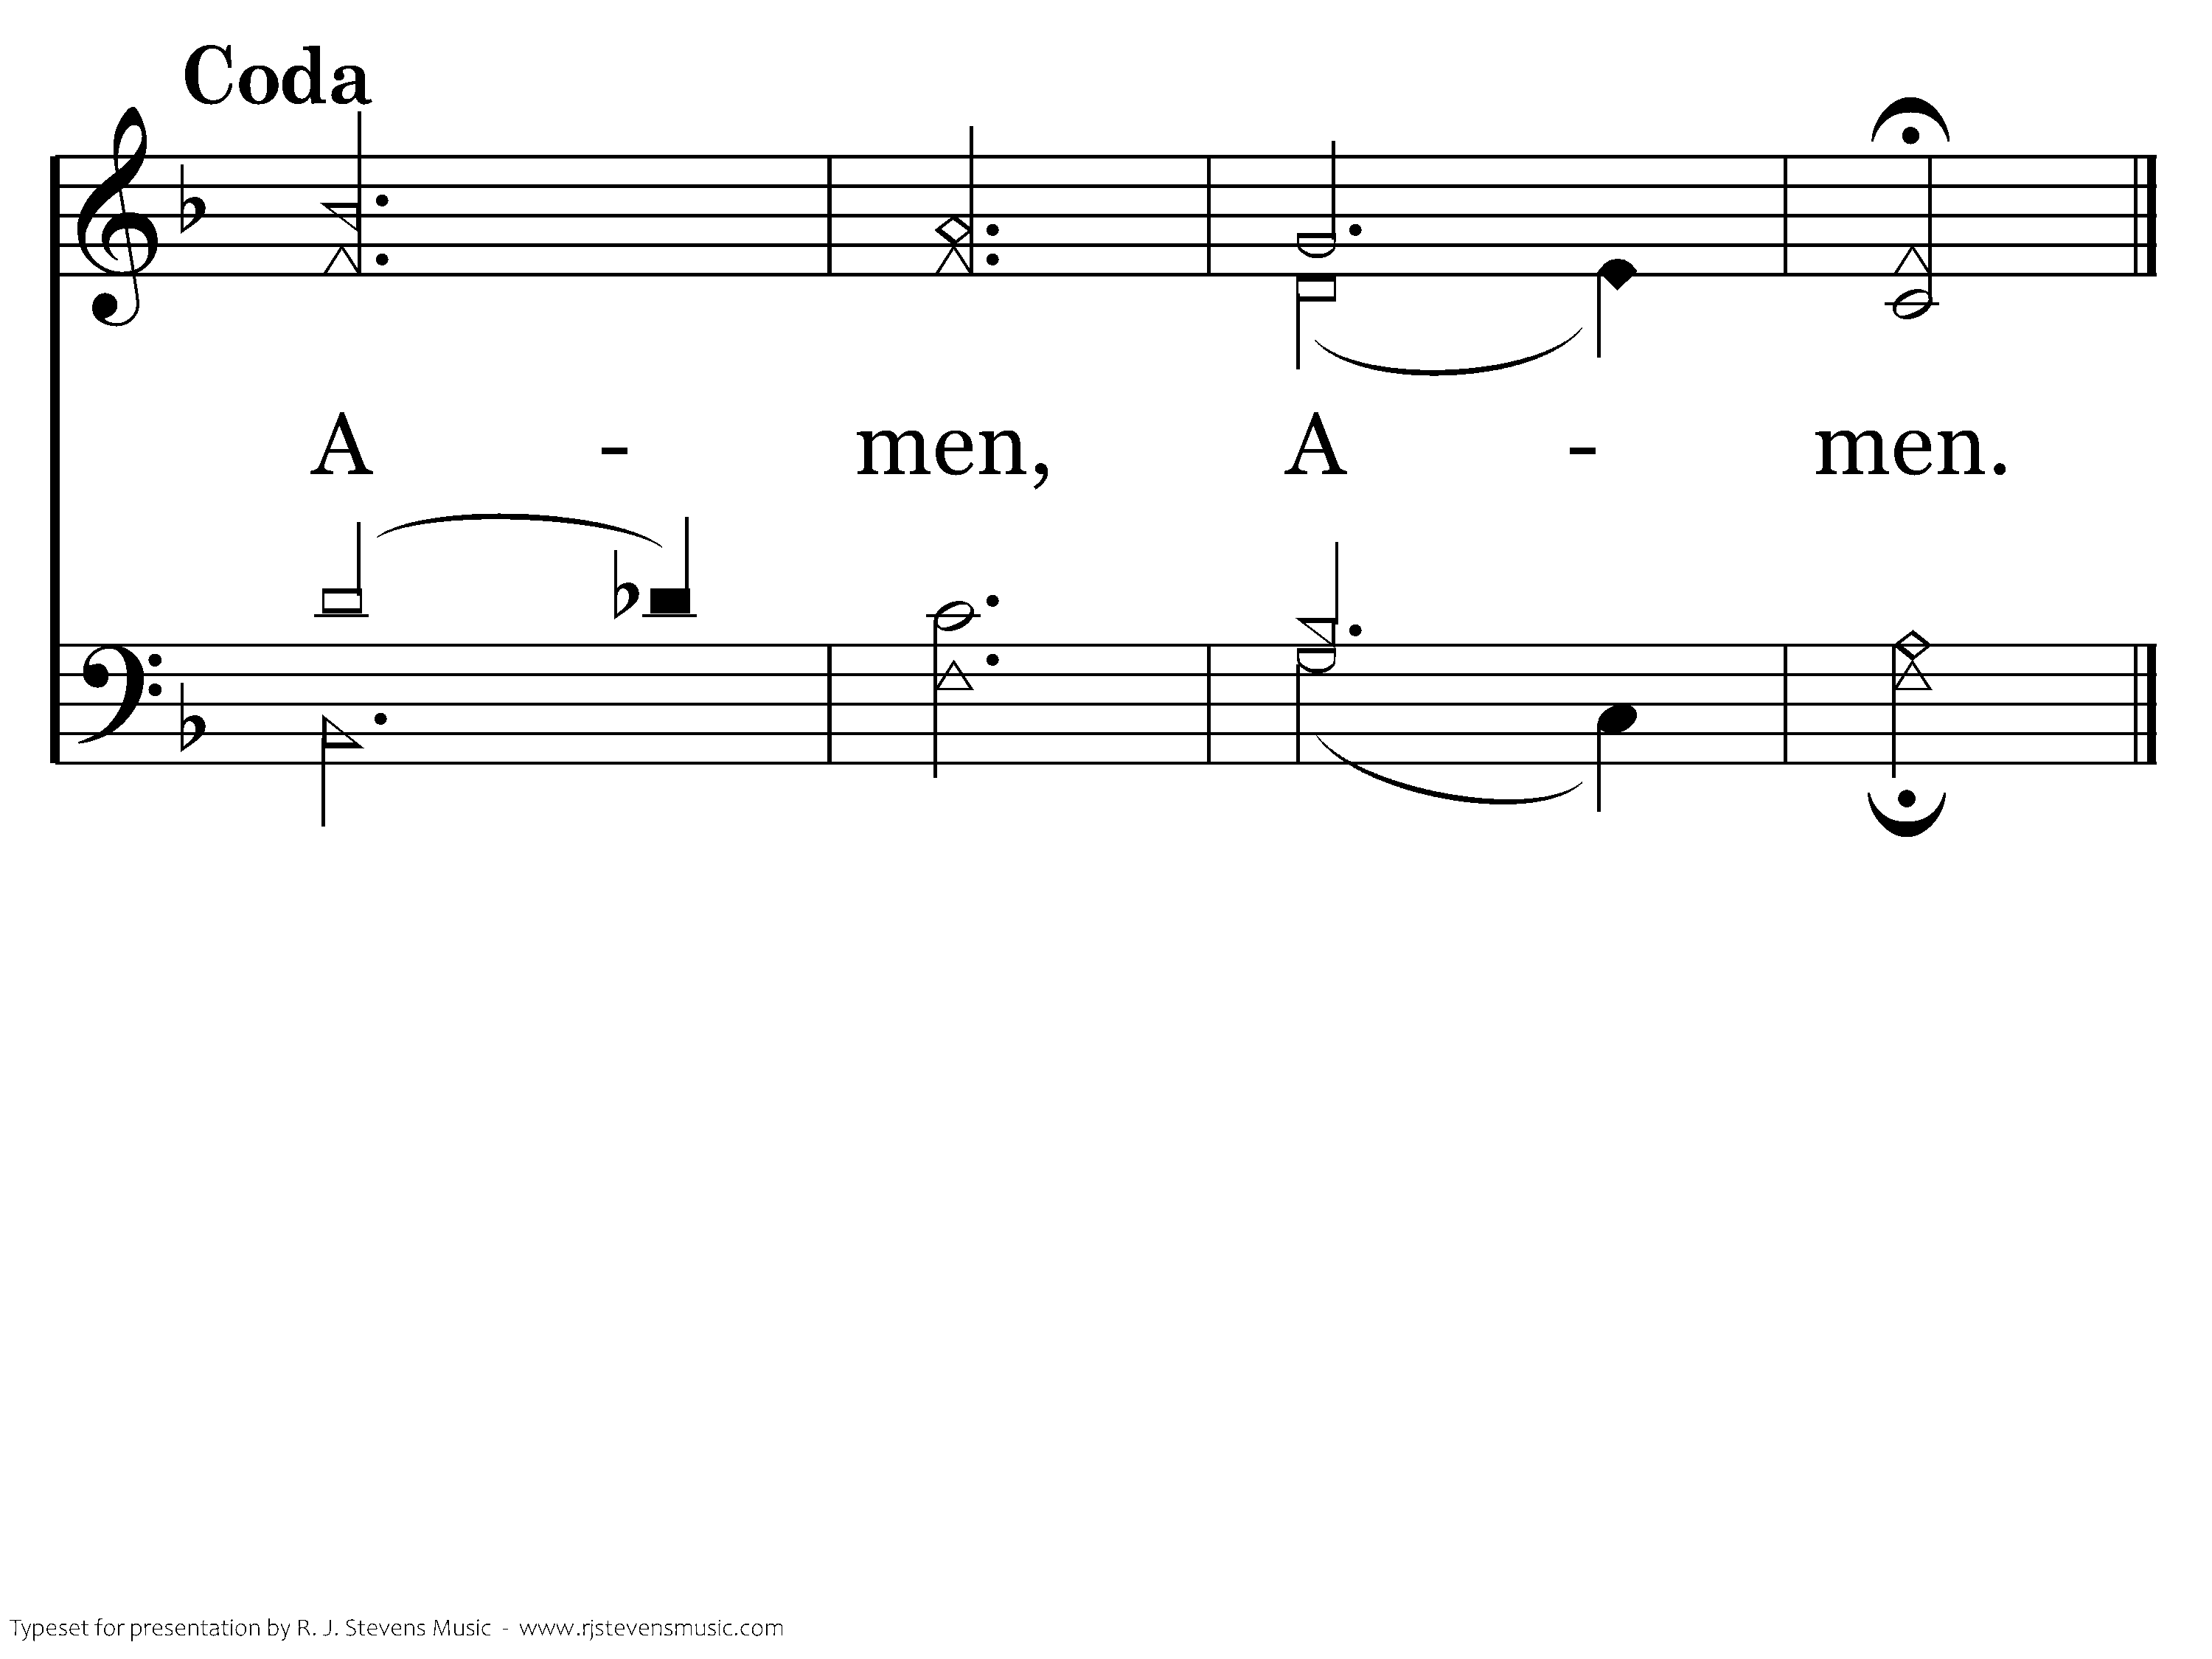 Coda
A - men, A - men.
Typeset for presentation by R. J. Stevens Music - www.rjstevensmusic.com